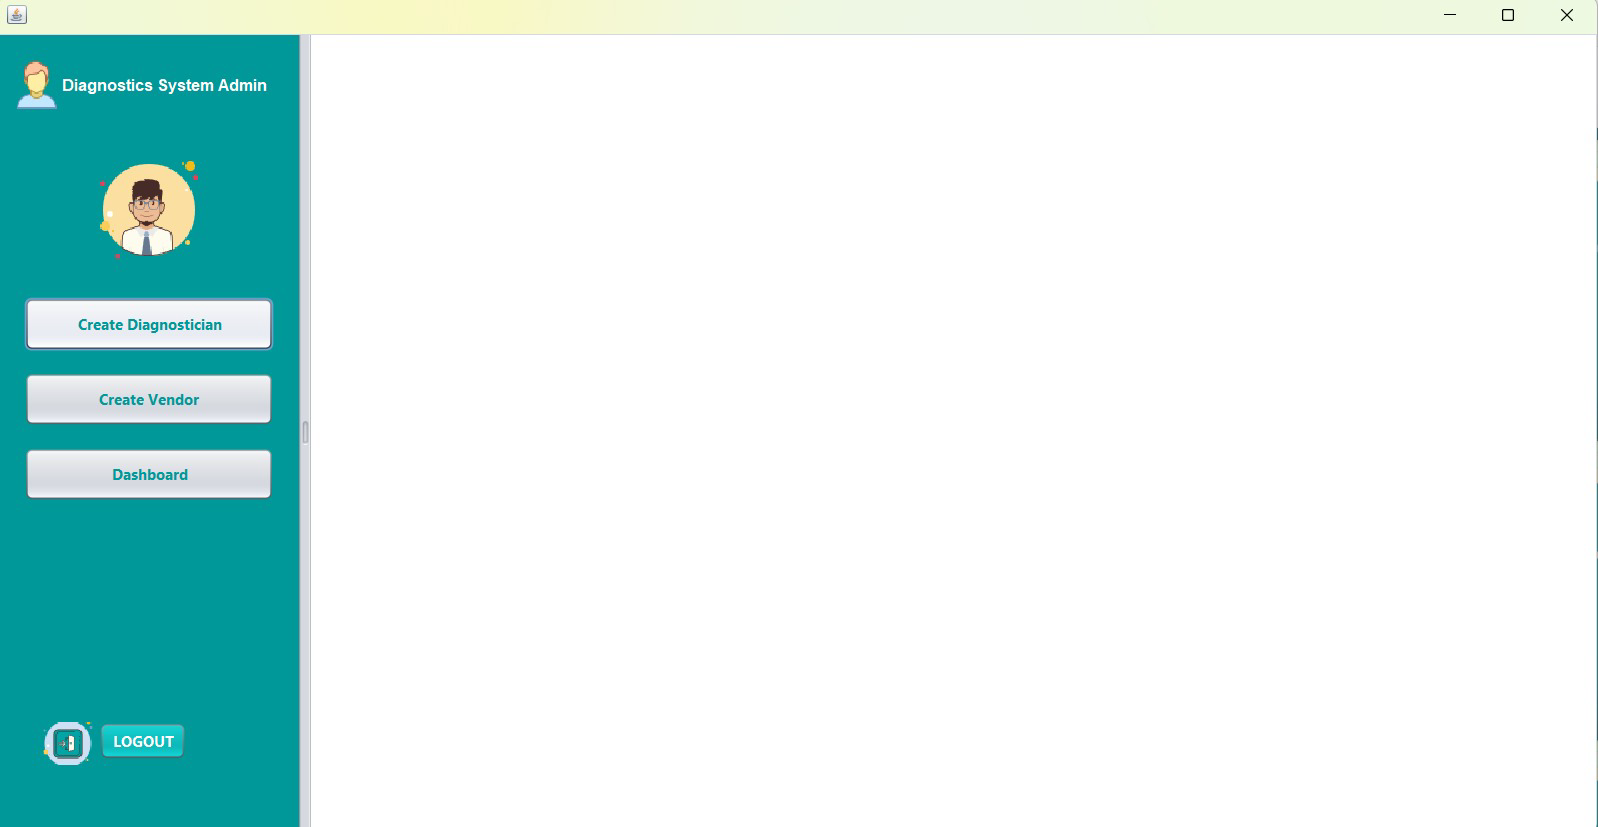 Diagnostics System Admin
Create Diagnostician
Create Vendor
Dashboard
LOGOUT